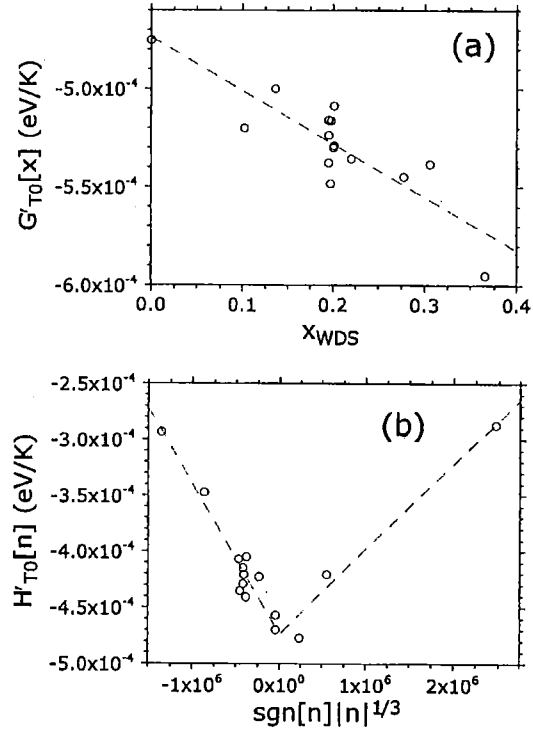 (a)
G'T0[x] (eV/K)
-5.0x10-4
-5.5x10-4
-6.0x10-4
0.0 0.1 0.2 0.3 0.4
xWDS
(b)
H'T0[n] (eV/K)
-2.5x10-4
-3.0x10-4
-3.5x10-4
-4.0x10-4
-4.5x10-4
-5.0x10-4
-1x10⁶ 0x10⁰ 1x10⁶ 2x10⁶
sgn[n]|n|1/3